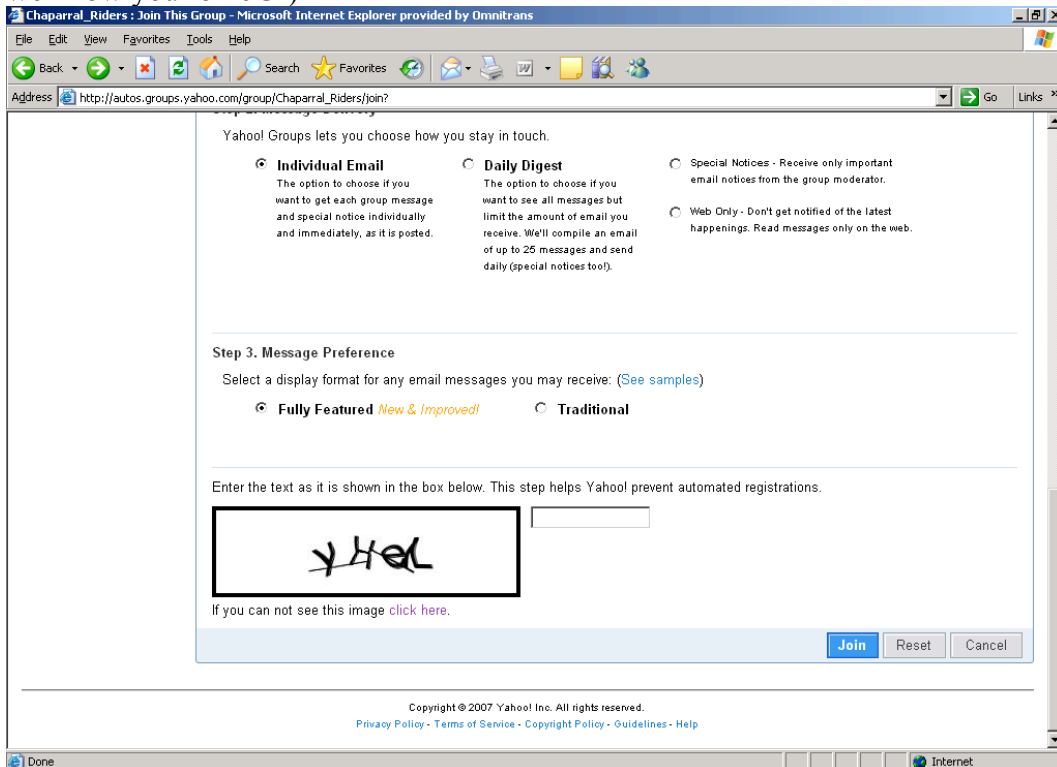 Chaparral_Riders : Join This Group - Microsoft Internet Explorer provided by Omnitrans
File Edit View Favorites Tools Help
Back Search Favorites
Address http://autos.groups.yahoo.com/group/Chaparral_Riders/join? Go Links »
Yahoo! Groups lets you choose how you stay in touch.
Individual Email
The option to choose if you
want to get each group message
and special notice individually
and immediately, as it is posted.
Daily Digest
The option to choose if you
want to see all messages but
limit the amount of email you
receive. We'll compile an email
of up to 25 messages and send
daily (special notices too!).
Special Notices - Receive only important
email notices from the group moderator.
Web Only - Don't get notified of the latest
happenings. Read messages only on the web.
Step 3. Message Preference
Select a display format for any email messages you may receive: (See samples)
Fully Featured New & Improved! Traditional
Enter the text as it is shown in the box below. This step helps Yahoo! prevent automated registrations.
If you can not see this image click here.
Join Reset Cancel
Copyright © 2007 Yahoo! Inc. All rights reserved.
Privacy Policy - Terms of Service - Copyright Policy - Guidelines - Help
Done Internet